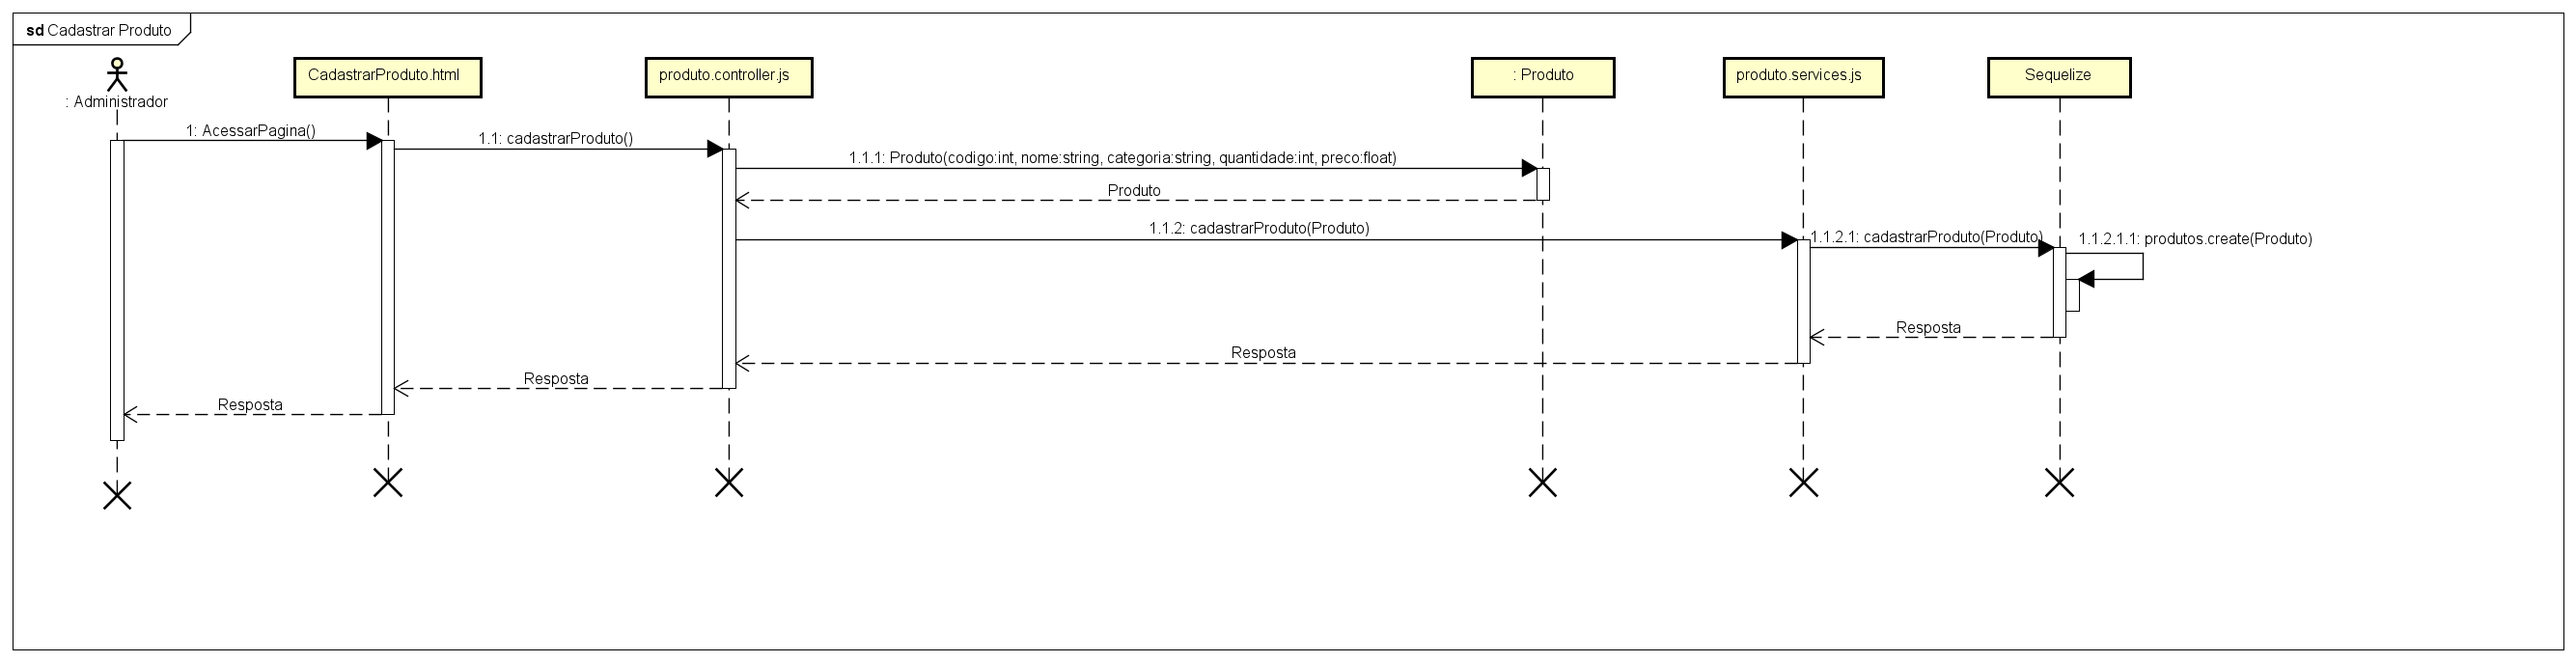 sd Cadastrar Produto
: Administrador
CadastrarProduto.html
produto.controller.js
: Produto
produto.services.js
Sequelize
1: AcessarPagina()
1.1: cadastrarProduto()
1.1.1: Produto(codigo:int, nome:string, categoria:string, quantidade:int, preco:float)
Produto
1.1.2: cadastrarProduto(Produto)
1.1.2.1: cadastrarProduto(Produto)
1.1.2.1.1: produtos.create(Produto)
Resposta
Resposta
Resposta
Resposta